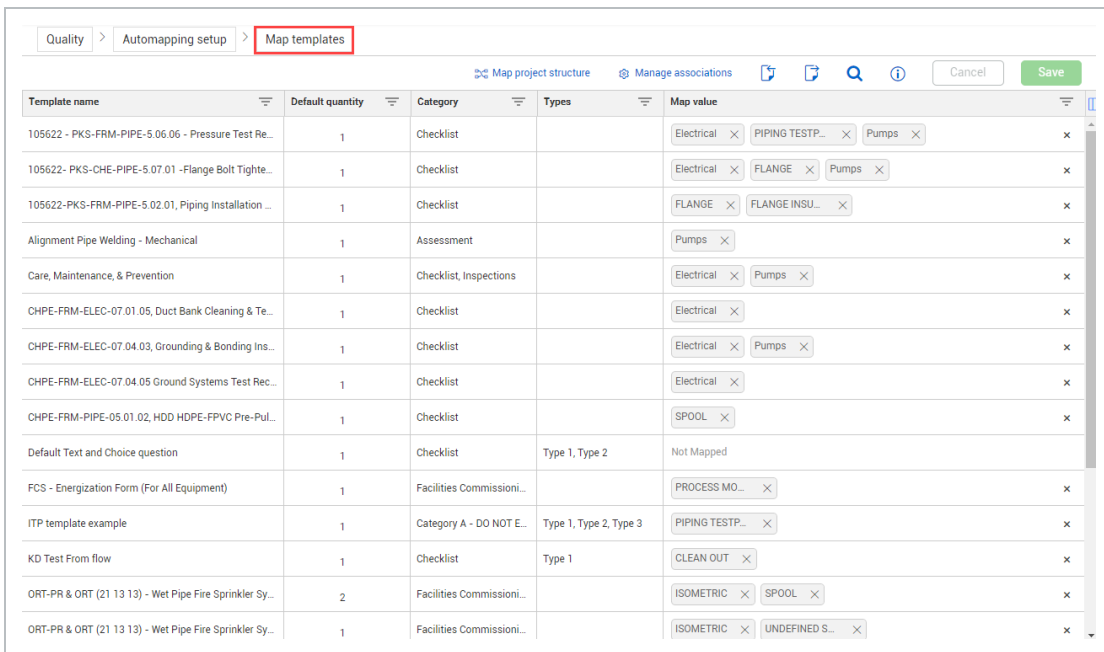 Quality > Automapping setup > Map templates
Map project structure Manage associations Cancel Save
Template name Default quantity Category Types Map value
105622 - PKS-FRM-PIPE-5.06.06 - Pressure Test Re... 1 Checklist Electrical PIPING TESTP... Pumps
105622- PKS-CHE-PIPE-5.07.01 -Flange Bolt Tighte... 1 Checklist Electrical FLANGE Pumps
105622-PKS-FRM-PIPE-5.02.01, Piping Installation ... 1 Checklist FLANGE FLANGE INSU...
Alignment Pipe Welding - Mechanical 1 Assessment Pumps
Care, Maintenance, & Prevention 1 Checklist, Inspections Electrical Pumps
CHPE-FRM-ELEC-07.01.05, Duct Bank Cleaning & Te... 1 Checklist Electrical
CHPE-FRM-ELEC-07.04.03, Grounding & Bonding Ins... 1 Checklist Electrical Pumps
CHPE-FRM-ELEC-07.04.05 Ground Systems Test Rec... 1 Checklist Electrical
CHPE-FRM-PIPE-05.01.02, HDD HDPE-FPVC Pre-Pul... 1 Checklist SPOOL
Default Text and Choice question 1 Checklist Type 1, Type 2 Not Mapped
FCS - Energization Form (For All Equipment) 1 Facilities Commissioni... PROCESS MO...
ITP template example 1 Category A - DO NOT E... Type 1, Type 2, Type 3 PIPING TESTP...
KD Test From flow 1 Checklist Type 1 CLEAN OUT
ORT-PR & ORT (21 13 13) - Wet Pipe Fire Sprinkler Sy... 2 Facilities Commissioni... ISOMETRIC SPOOL
ORT-PR & ORT (21 13 13) - Wet Pipe Fire Sprinkler Sy... 1 Facilities Commissioni... ISOMETRIC UNDEFINED S...